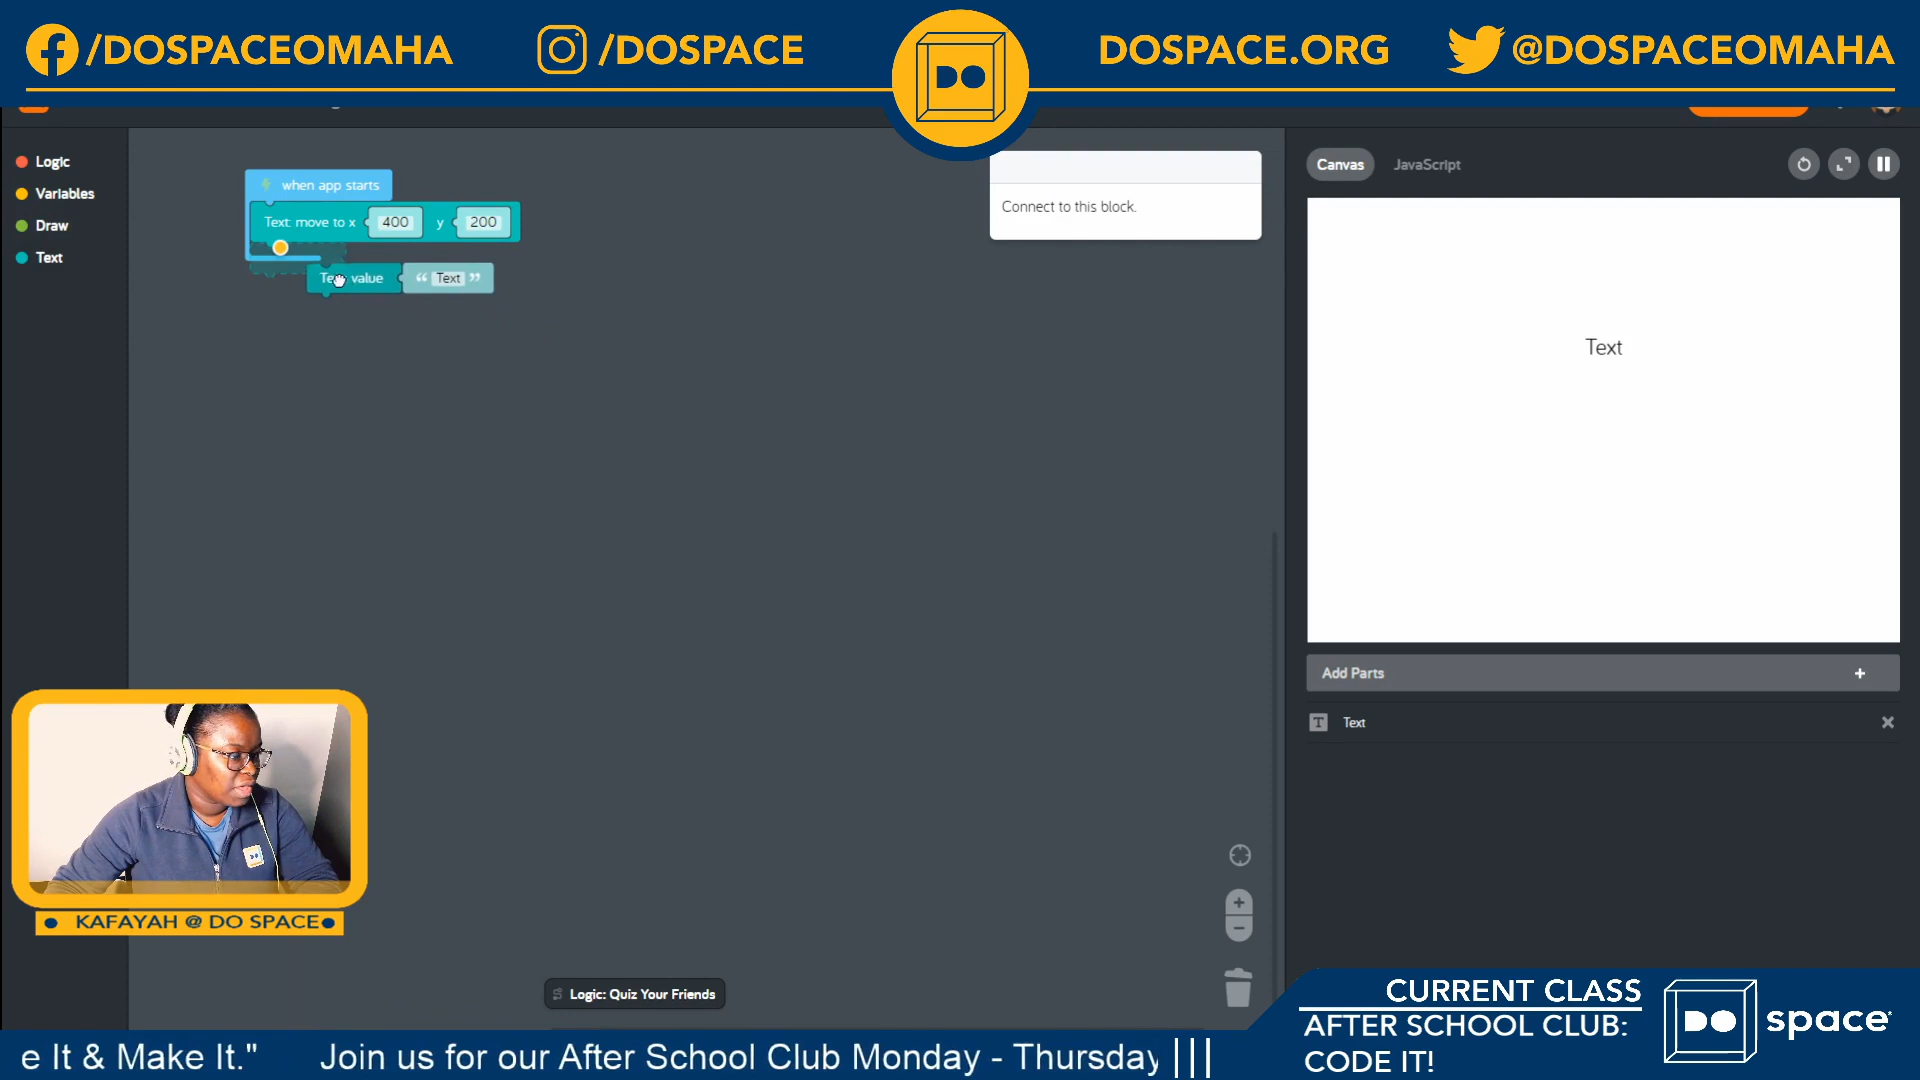 /DOSPACEOMAHA
/DOSPACE
DO
DOSPACE.ORG
@DOSPACEOMAHA
Logic
Variables
Draw
Text
when app starts
Text: move to x 400 y 200
value “ Text ”
Connect to this block.
Canvas
JavaScript
Text
Add Parts
+
T Text
DO
KAFAYAH @ DO SPACE
Logic: Quiz Your Friends
CURRENT CLASS
AFTER SCHOOL CLUB:
CODE IT!
DO space
e It & Make It." Join us for our After School Club Monday - Thursday |||